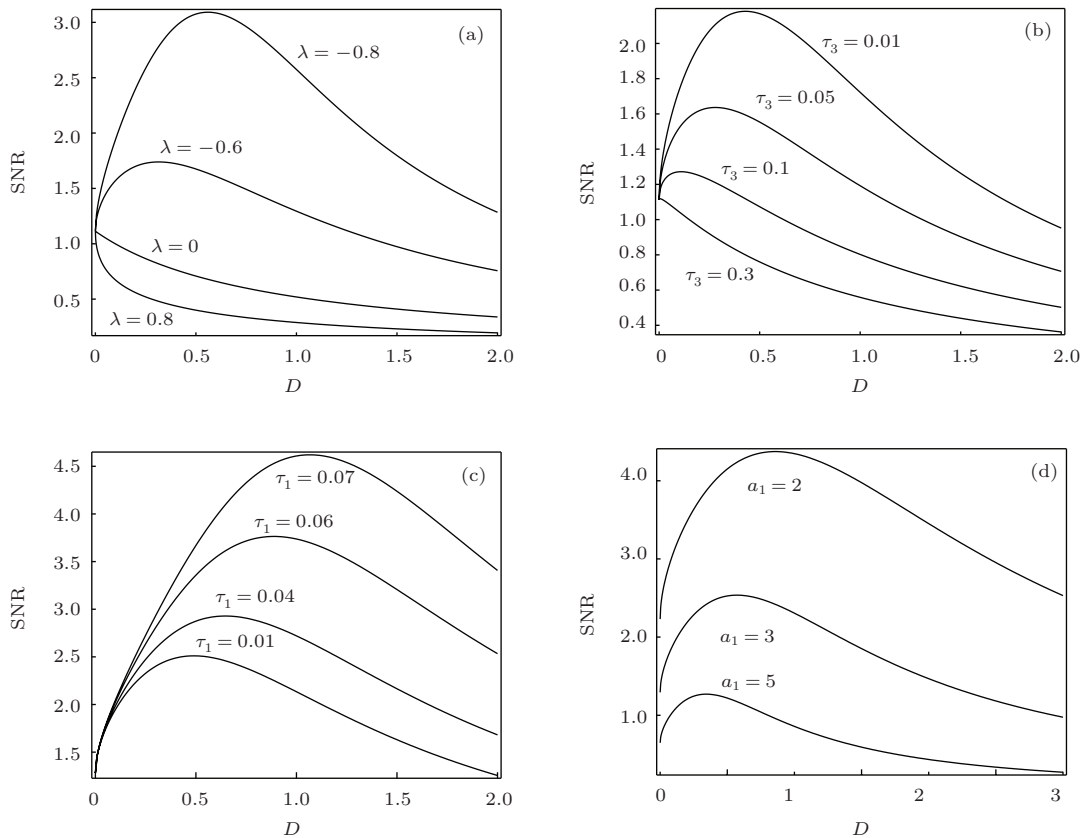 (a)
3.0
2.5
2.0
1.5
1.0
0.5
SNR
λ = −0.8
λ = −0.6
λ = 0
λ = 0.8
0 0.5 1.0 1.5 2.0
D
(b)
2.0
1.8
1.6
1.4
1.2
1.0
0.8
0.6
0.4
SNR
τ₃ = 0.01
τ₃ = 0.05
τ₃ = 0.1
τ₃ = 0.3
0 0.5 1.0 1.5 2.0
D
(c)
4.5
4.0
3.5
3.0
2.5
2.0
1.5
SNR
τ₁ = 0.07
τ₁ = 0.06
τ₁ = 0.04
τ₁ = 0.01
0 0.5 1.0 1.5 2.0
D
(d)
4.0
3.0
2.0
1.0
SNR
a₁ = 2
a₁ = 3
a₁ = 5
0 1 2 3
D